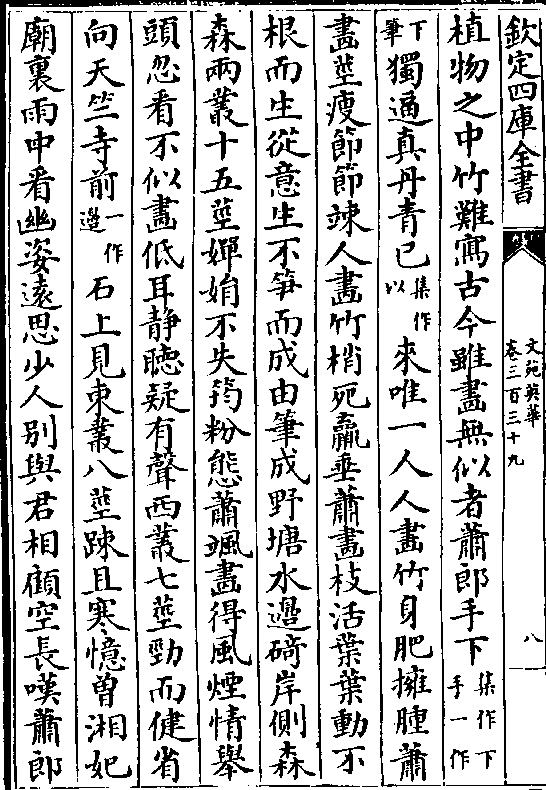 欽定四庫全書
文苑英華
卷三百三十九
八
植物之中竹難寫古今雖畫無似者蕭郎手下集作下手一作
下筆獨逼真丹青已集作以來唯一人人畫竹身肥擁腫蕭
畫莖瘦節節竦人畫竹梢死羸垂蕭畫枝活葉葉動不
根而生從意生不笋而成由筆成野塘水邉碕岸側森
森兩叢十五莖嬋娟不失筠粉態蕭颯畫得風煙情舉
頭忽看不似畫低耳静聴疑有聲西叢七莖勁而健省
向天竺寺前一作邉石上見東叢八莖踈且寒憶曽湘妃
廟裏雨中看幽姿逺思少人别與君相顧空長嘆蕭郎